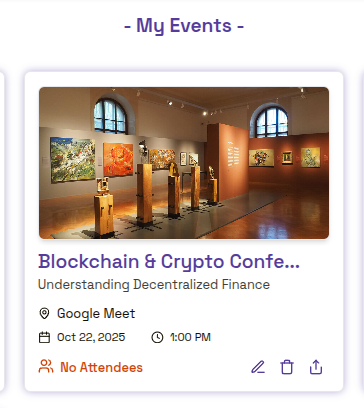 - My Events -
Blockchain & Crypto Confe...
Understanding Decentralized Finance
Google Meet
Oct 22, 2025 1:00 PM
No Attendees